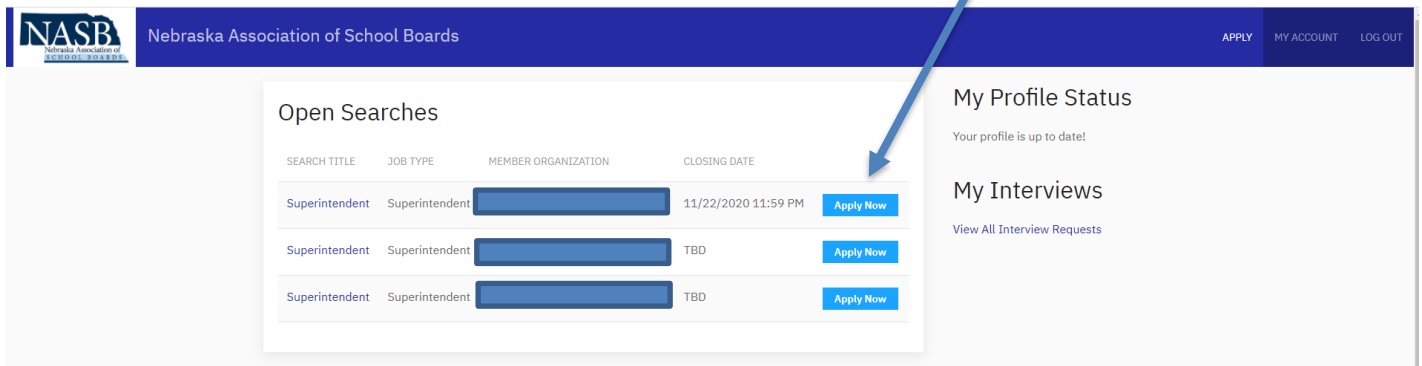 NASB
Nebraska Association of
SCHOOL BOARDS
Nebraska Association of School Boards
APPLY MY ACCOUNT LOG OUT
Open Searches
SEARCH TITLE JOB TYPE MEMBER ORGANIZATION CLOSING DATE
Superintendent Superintendent 11/22/2020 11:59 PM Apply Now
Superintendent Superintendent TBD Apply Now
Superintendent Superintendent TBD Apply Now
My Profile Status
Your profile is up to date!
My Interviews
View All Interview Requests